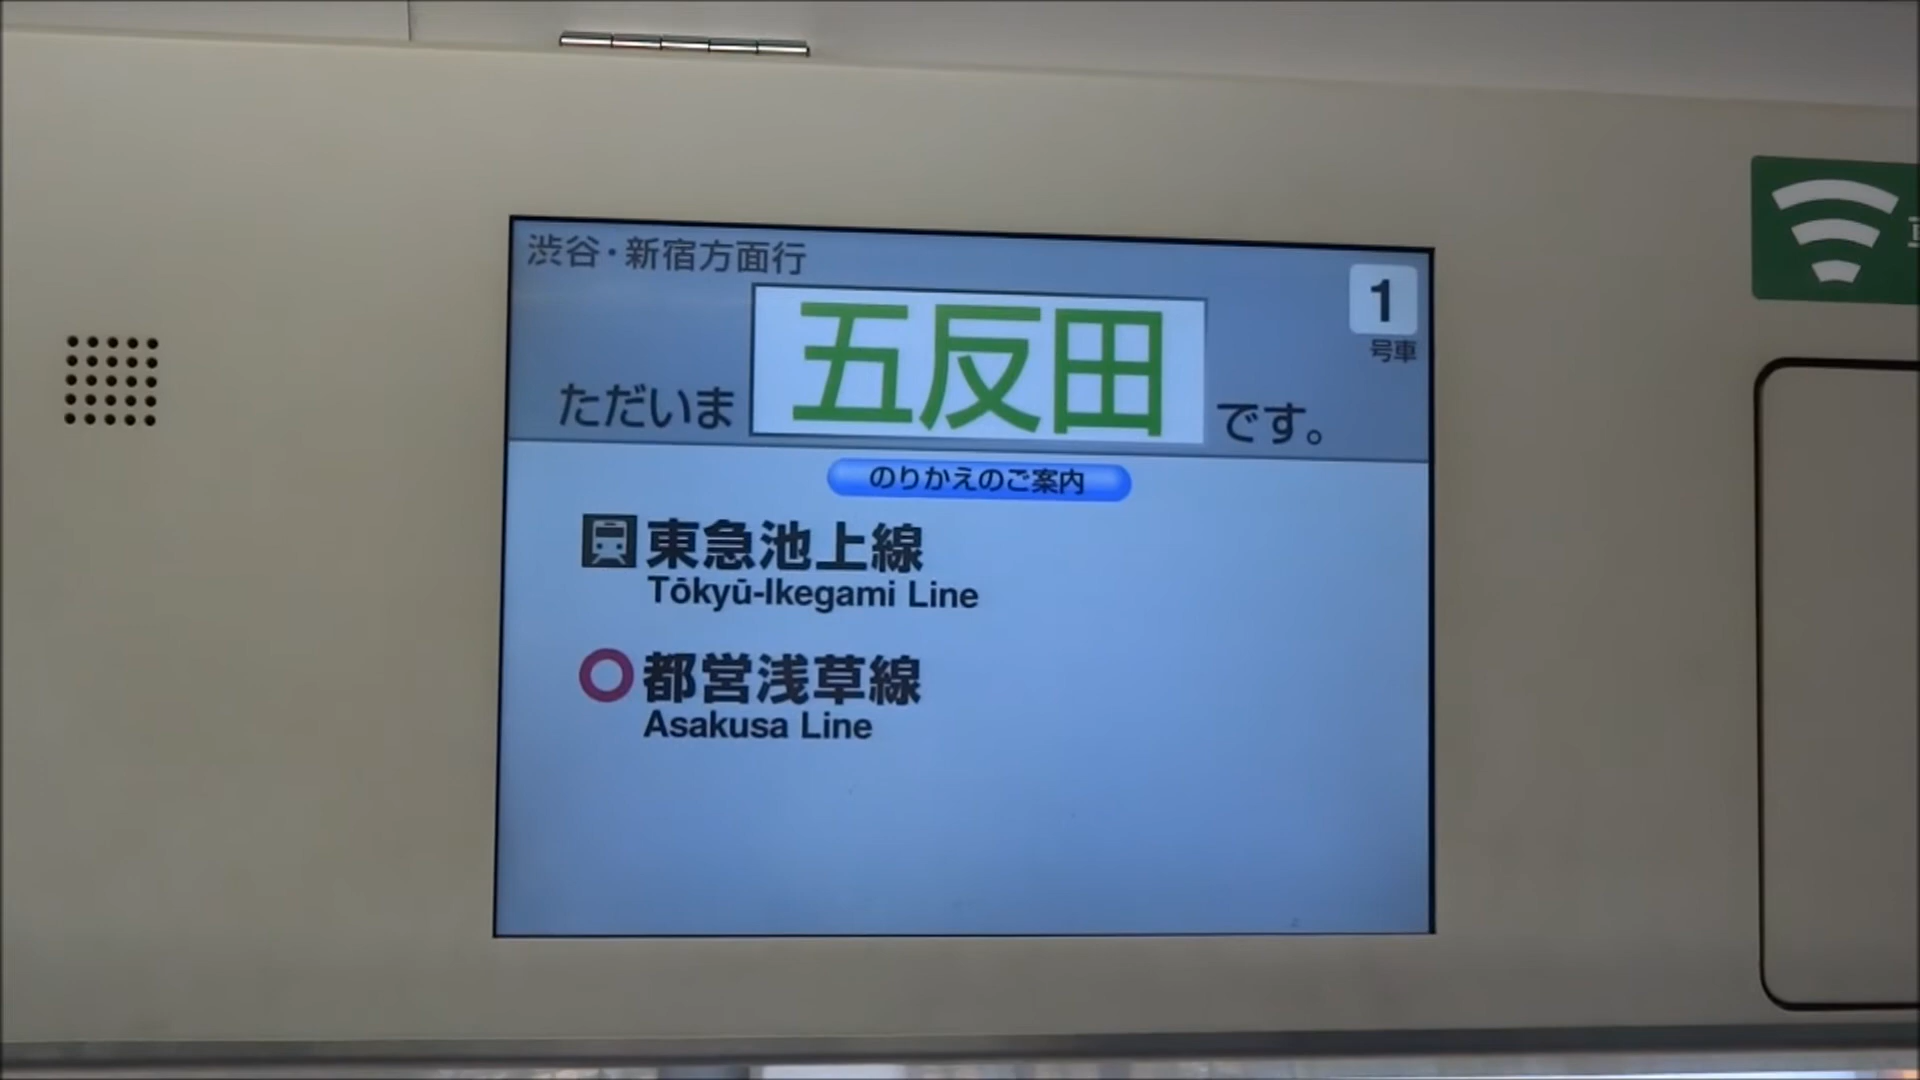 渋谷・新宿方面行
1
号車
ただいま 五反田 です。
のりかえのご案内
東急池上線
Tōkyū-Ikegami Line
都営浅草線
Asakusa Line